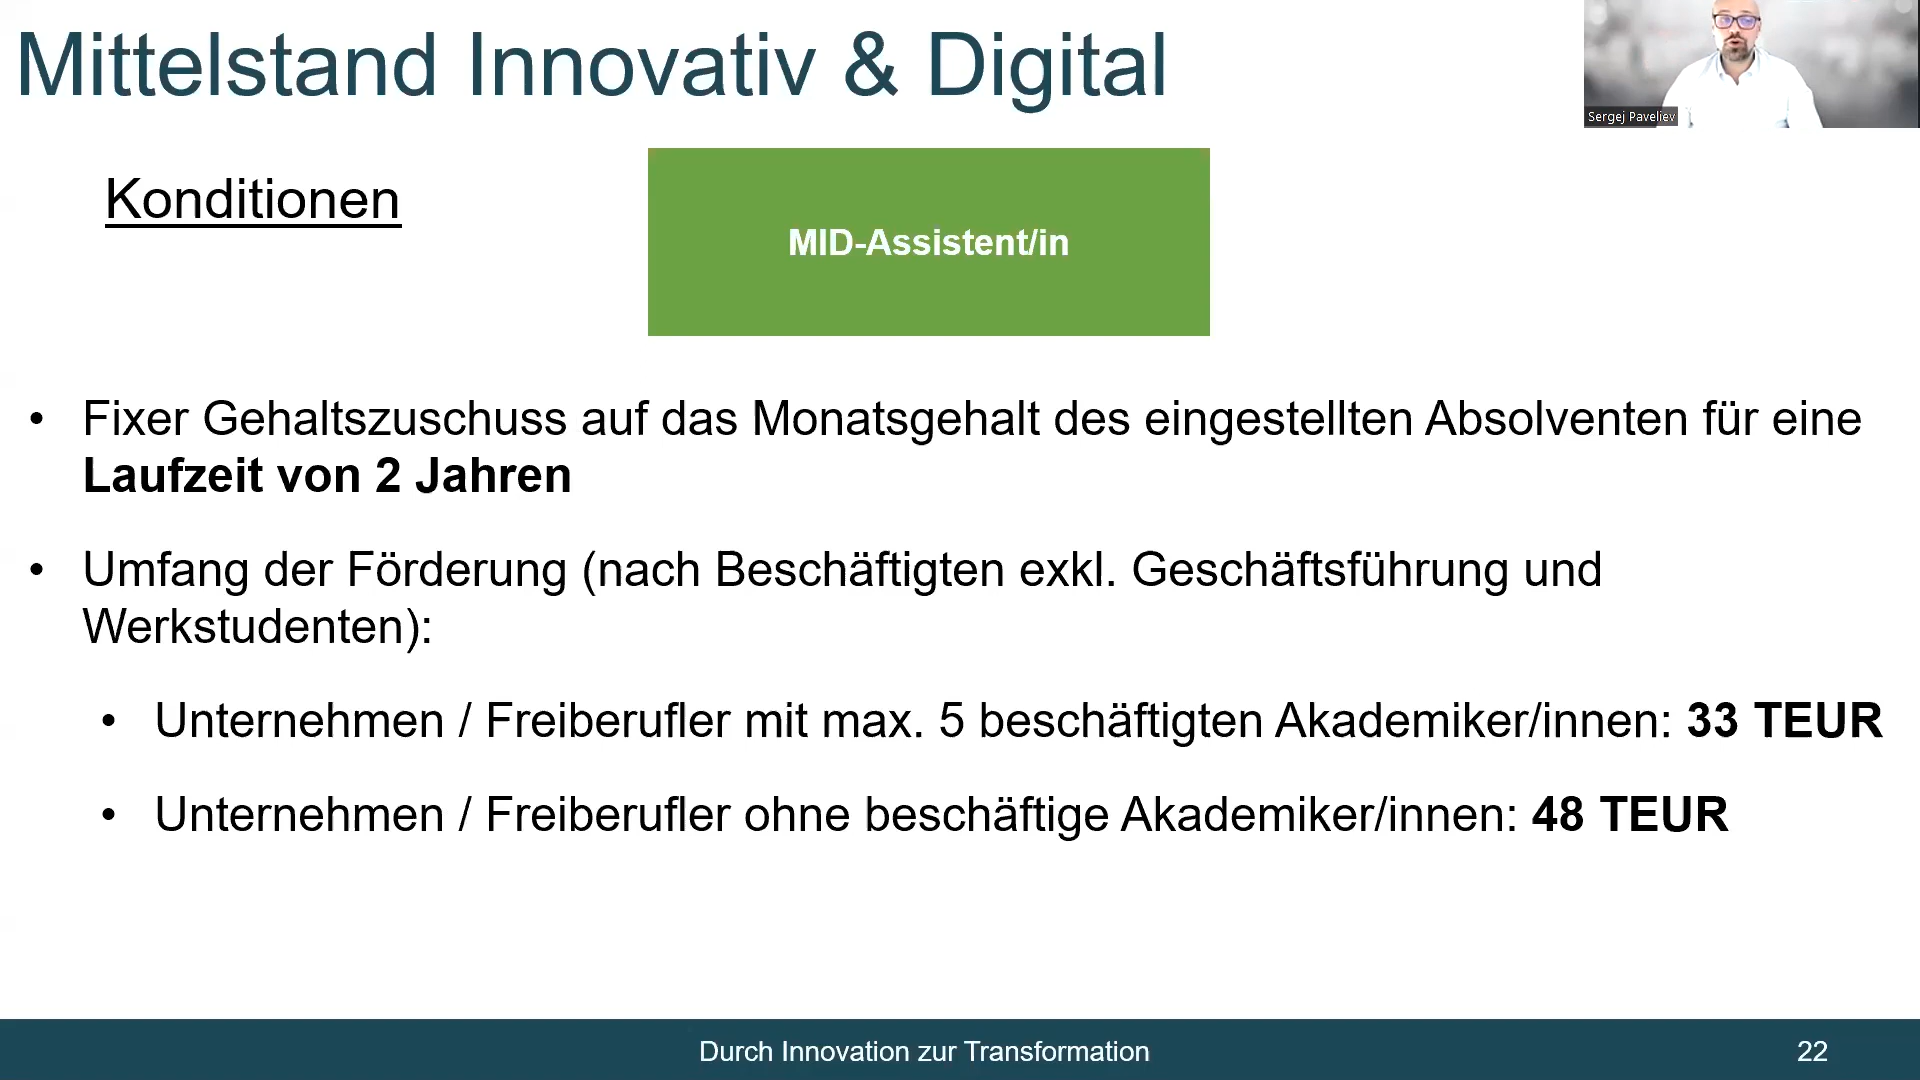 Mittelstand Innovativ & Digital
Sergej Paveliev
Konditionen
MID-Assistent/in
• Fixer Gehaltszuschuss auf das Monatsgehalt des eingestellten Absolventen für eine
Laufzeit von 2 Jahren
• Umfang der Förderung (nach Beschäftigten exkl. Geschäftsführung und
Werkstudenten):
• Unternehmen / Freiberufler mit max. 5 beschäftigten Akademiker/innen: 33 TEUR
• Unternehmen / Freiberufler ohne beschäftige Akademiker/innen: 48 TEUR
Durch Innovation zur Transformation
22